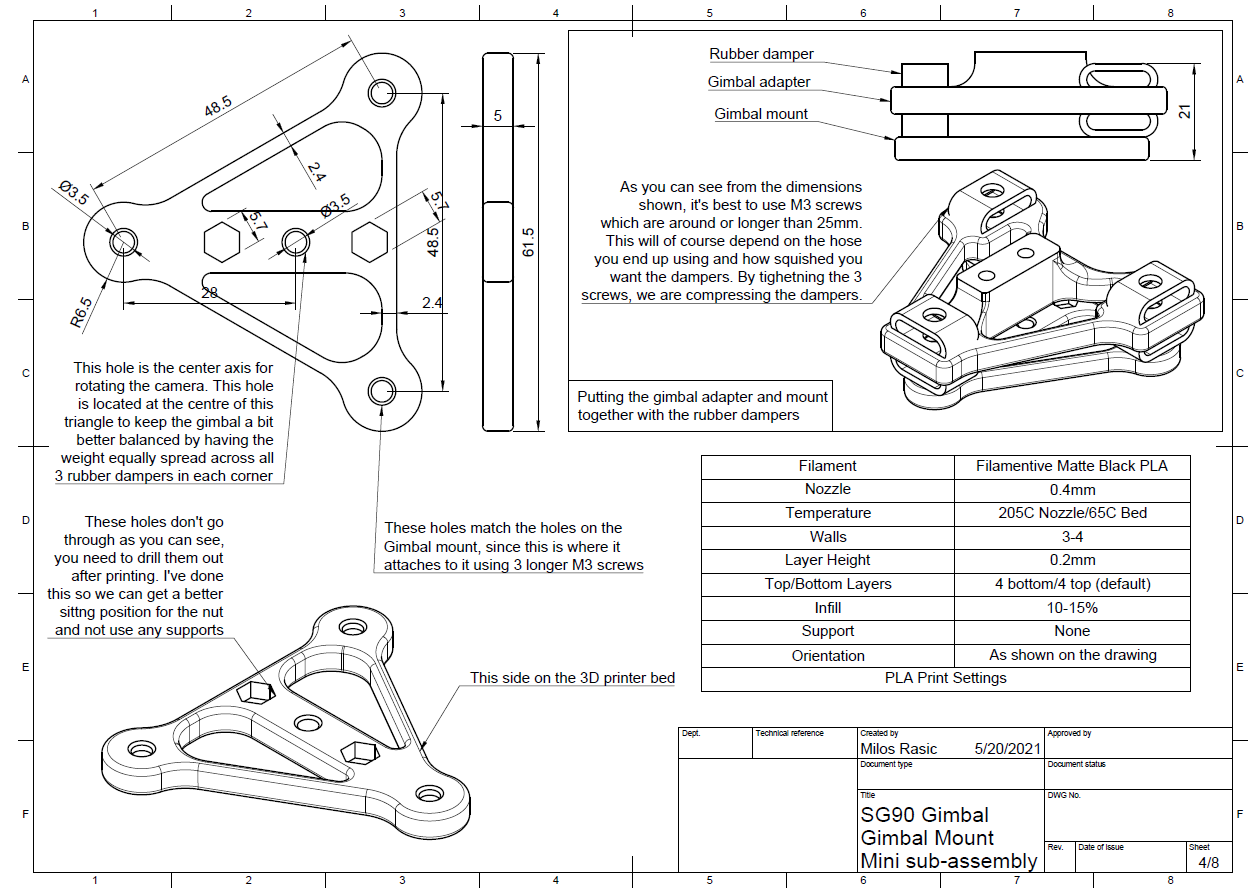 1 2 3 4 5 6 7 8
A
B
C
D
E
F
A
B
C
D
E
F
48.5
Ø3.5
2.4
5.7
Ø3.5
5.7
48.5
28
2.4
R6.5
5
61.5
This hole is the center axis for
rotating the camera. This hole
is located at the centre of this
triangle to keep the gimbal a bit
better balanced by having the
weight equally spread across all
3 rubber dampers in each corner
These holes don't go
through as you can see,
you need to drill them out
after printing. I've done
this so we can get a better
sittng position for the nut
and not use any supports
These holes match the holes on the
Gimbal mount, since this is where it
attaches to it using 3 longer M3 screws
This side on the 3D printer bed
Rubber damper
Gimbal adapter
Gimbal mount
21
As you can see from the dimensions
shown, it's best to use M3 screws
which are around or longer than 25mm.
This will of course depend on the hose
you end up using and how squished you
want the dampers. By tighetning the 3
screws, we are compressing the dampers.
Putting the gimbal adapter and mount
together with the rubber dampers
Filament Filamentive Matte Black PLA
Nozzle 0.4mm
Temperature 205C Nozzle/65C Bed
Walls 3-4
Layer Height 0.2mm
Top/Bottom Layers 4 bottom/4 top (default)
Infill 10-15%
Support None
Orientation As shown on the drawing
PLA Print Settings
Dept. Technical reference Created by Approved by
Milos Rasic 5/20/2021
Document type Document status
Title DWG No.
SG90 Gimbal
Gimbal Mount
Mini sub-assembly
Rev. Date of issue Sheet
4/8
1 2 3 4 5 6 7 8